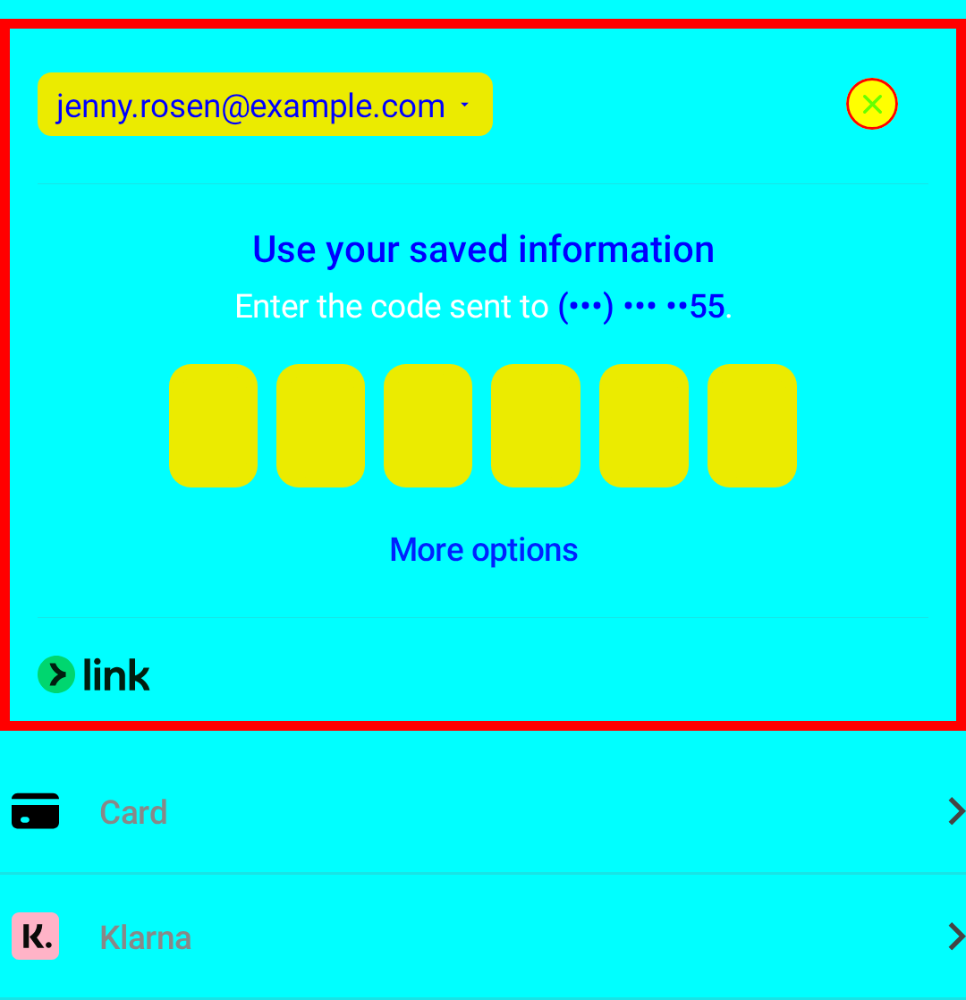 jenny.rosen@example.com
Use your saved information
Enter the code sent to (•••) ••• ••55.
More options
link
Card
K.
Klarna